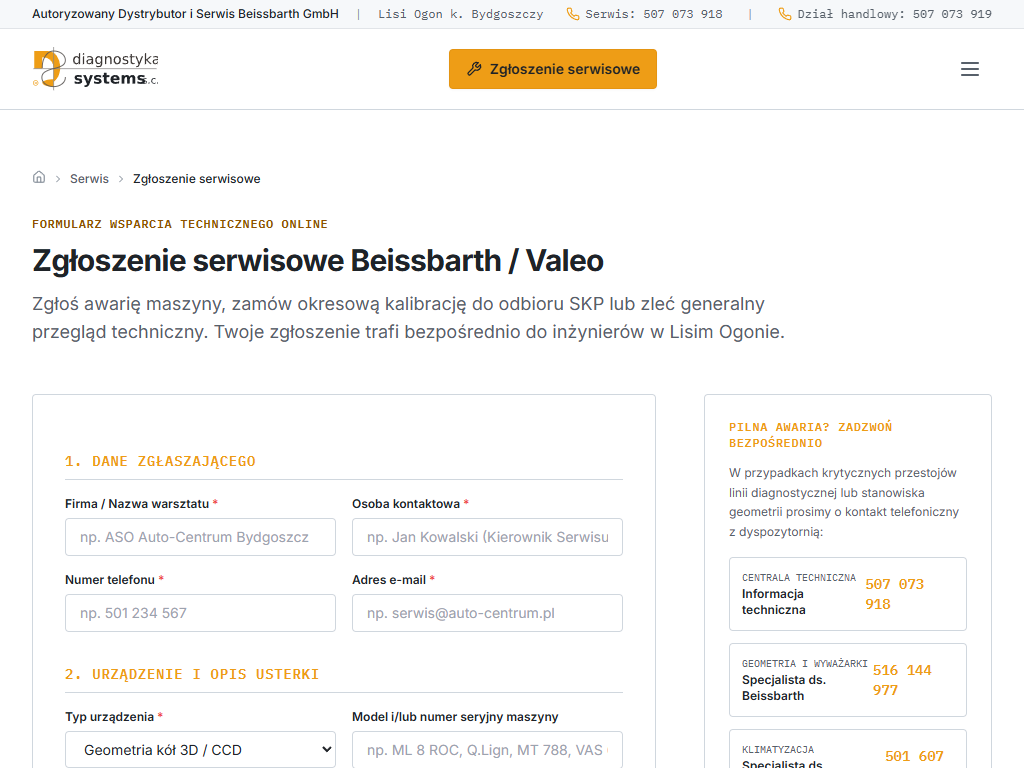 Autoryzowany Dystrybutor i Serwis Beissbarth GmbH | Lisi Ogon k. Bydgoszczy Serwis: 507 073 918 | Dział handlowy: 507 073 919
diagnostyka
systems s.c.
Zgłoszenie serwisowe
Serwis > Zgłoszenie serwisowe
FORMULARZ WSPARCIA TECHNICZNEGO ONLINE
Zgłoszenie serwisowe Beissbarth / Valeo
Zgłoś awarię maszyny, zamów okresową kalibrację do odbioru SKP lub zleć generalny
przegląd techniczny. Twoje zgłoszenie trafi bezpośrednio do inżynierów w Lisim Ogonie.
1. DANE ZGŁASZAJĄCEGO
Firma / Nazwa warsztatu *
Osoba kontaktowa *
np. ASO Auto-Centrum Bydgoszcz
np. Jan Kowalski (Kierownik Serwisu
Numer telefonu *
Adres e-mail *
np. 501 234 567
np. serwis@auto-centrum.pl
2. URZĄDZENIE I OPIS USTERKI
Typ urządzenia *
Model i/lub numer seryjny maszyny
Geometria kół 3D / CCD
np. ML 8 ROC, Q.Lign, MT 788, VAS
PILNA AWARIA? ZADZWOŃ
BEZPOŚREDNIO
W przypadkach krytycznych przestojów
linii diagnostycznej lub stanowiska
geometrii prosimy o kontakt telefoniczny
z dyspozytornią:
CENTRALA TECHNICZNA
Informacja
techniczna
507 073
918
GEOMETRIA I WYWAŻARKI
Specjalista ds.
Beissbarth
516 144
977
KLIMATYZACJA
Specjalista ds.
501 607